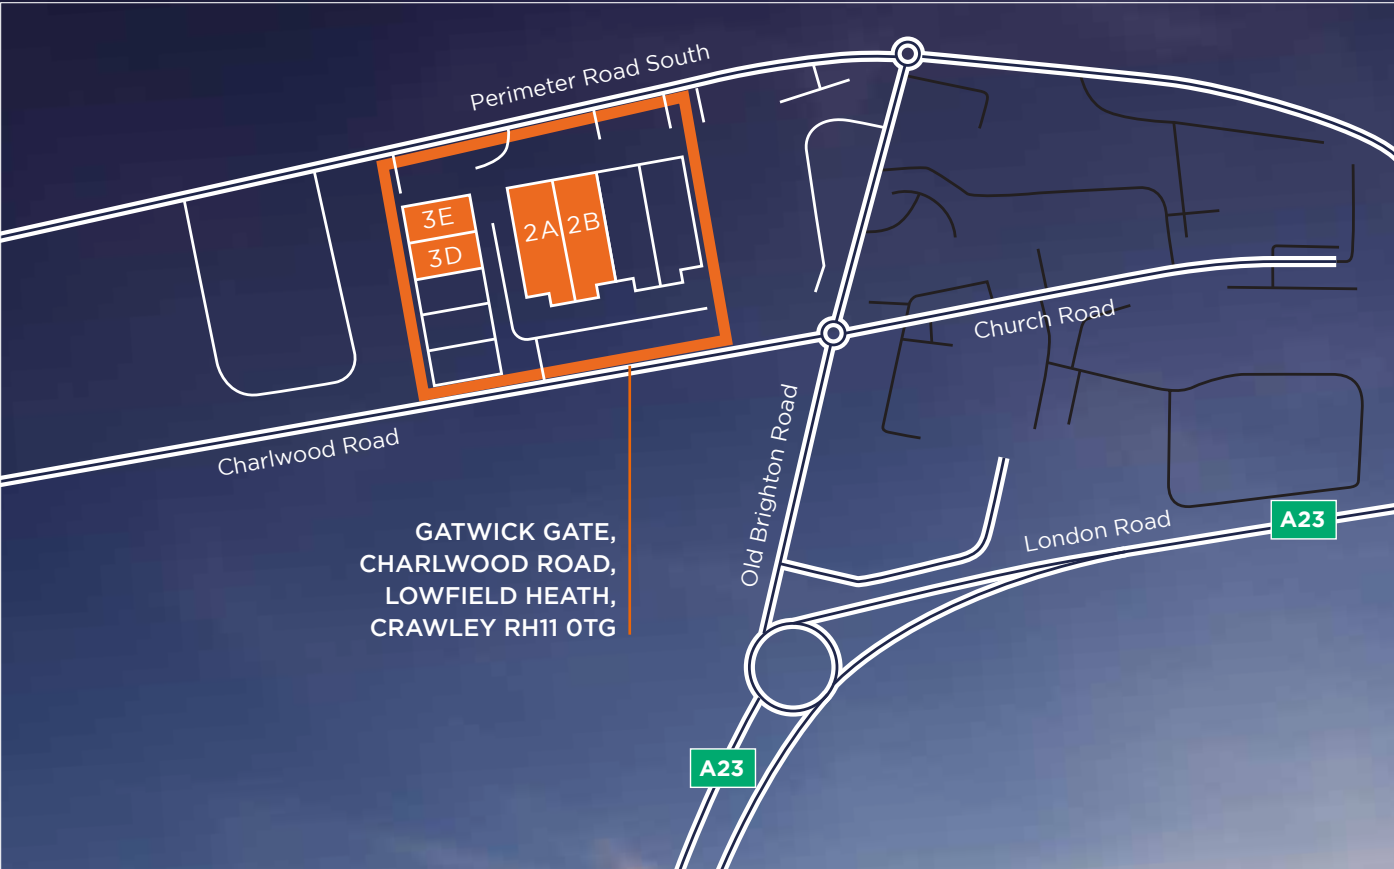 Perimeter Road South
3E
3D
2A
2B
Church Road
Charlwood Road
Old Brighton Road
London Road
A23
GATWICK GATE,
CHARLWOOD ROAD,
LOWFIELD HEATH,
CRAWLEY RH11 0TG
A23